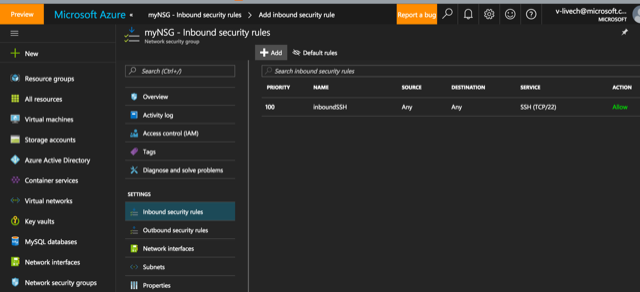 Preview
Microsoft Azure
myNSG - Inbound security rules > Add inbound security rule
Report a bug
v-livech@microsoft.c...
MICROSOFT
myNSG - Inbound security rules
Network security group
New
Resource groups
All resources
Virtual machines
Storage accounts
Azure Active Directory
Container services
Virtual networks
Key vaults
MySQL databases
Network interfaces
Network security groups
Search (Ctrl+/)
Overview
Activity log
Access control (IAM)
Tags
Diagnose and solve problems
SETTINGS
Inbound security rules
Outbound security rules
Network interfaces
Subnets
Properties
Add Default rules
Search inbound security rules
PRIORITY NAME SOURCE DESTINATION SERVICE ACTION
100 inboundSSH Any Any SSH (TCP/22) Allow